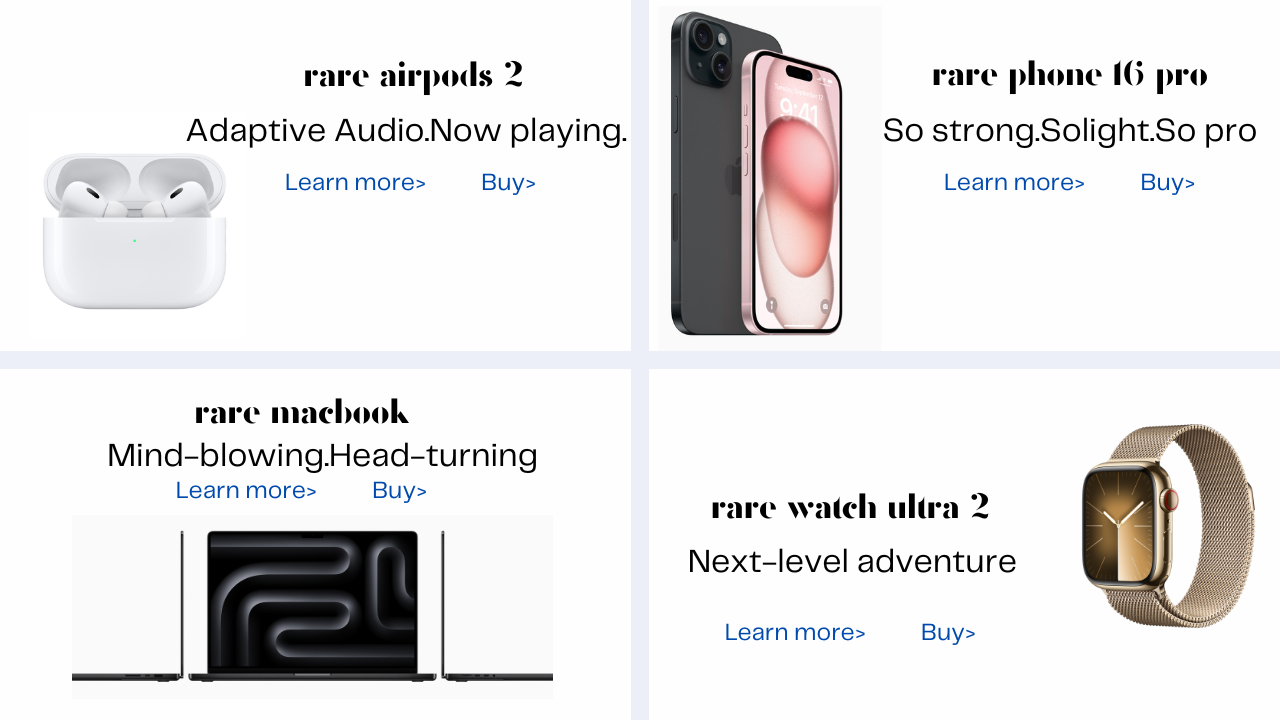 rare airpods 2
Adaptive Audio.Now playing.
Learn more> Buy>
9:41
rare phone 16 pro
So strong.Solight.So pro
Learn more> Buy>
rare macbook
Mind-blowing.Head-turning
Learn more> Buy>
rare watch ultra 2
Next-level adventure
Learn more> Buy>